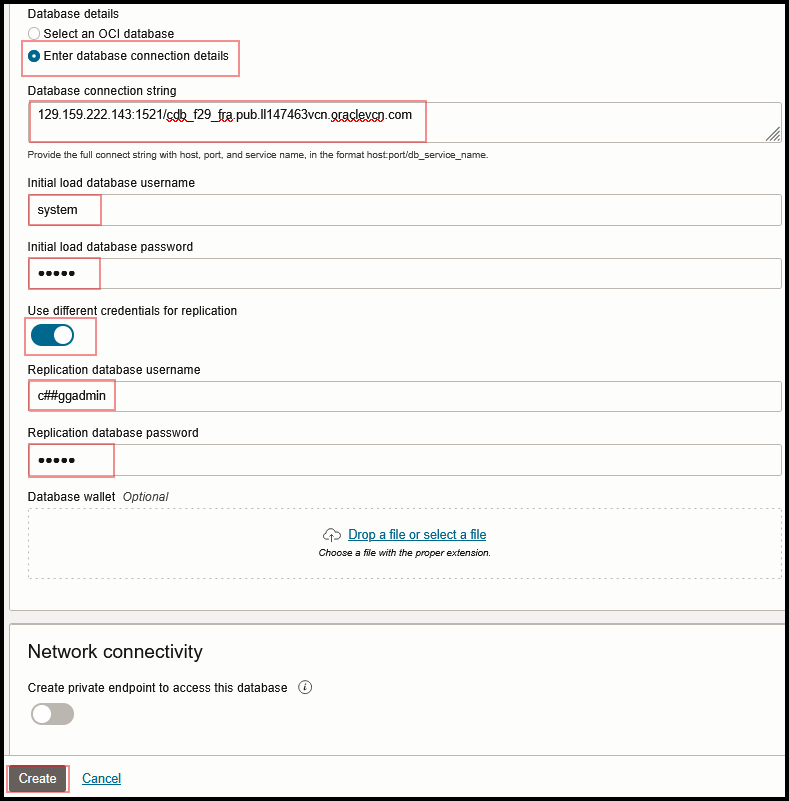 Database details
Select an OCI database
Enter database connection details
Database connection string
129.159.222.143:1521/cdb_f29_fra.pub.ll147463vcn.oraclevcn.com
Provide the full connect string with host, port, and service name, in the format host:port/db_service_name.
Initial load database username
system
Initial load database password
•••••
Use different credentials for replication
Replication database username
c##ggadmin
Replication database password
•••••
Database wallet Optional
Drop a file or select a file
Choose a file with the proper extension.
Network connectivity
Create private endpoint to access this database i
Create Cancel